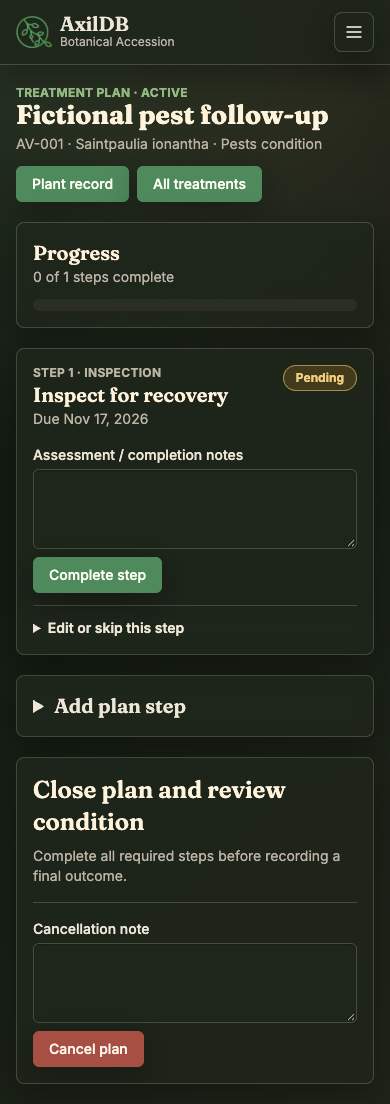 AxilDB
Botanical Accession
TREATMENT PLAN · ACTIVE
Fictional pest follow-up
AV-001 · Saintpaulia ionantha · Pests condition
Plant record
All treatments
Progress
0 of 1 steps complete
STEP 1 · INSPECTION
Pending
Inspect for recovery
Due Nov 17, 2026
Assessment / completion notes
Complete step
Edit or skip this step
Add plan step
Close plan and review
condition
Complete all required steps before recording a
final outcome.
Cancellation note
Cancel plan